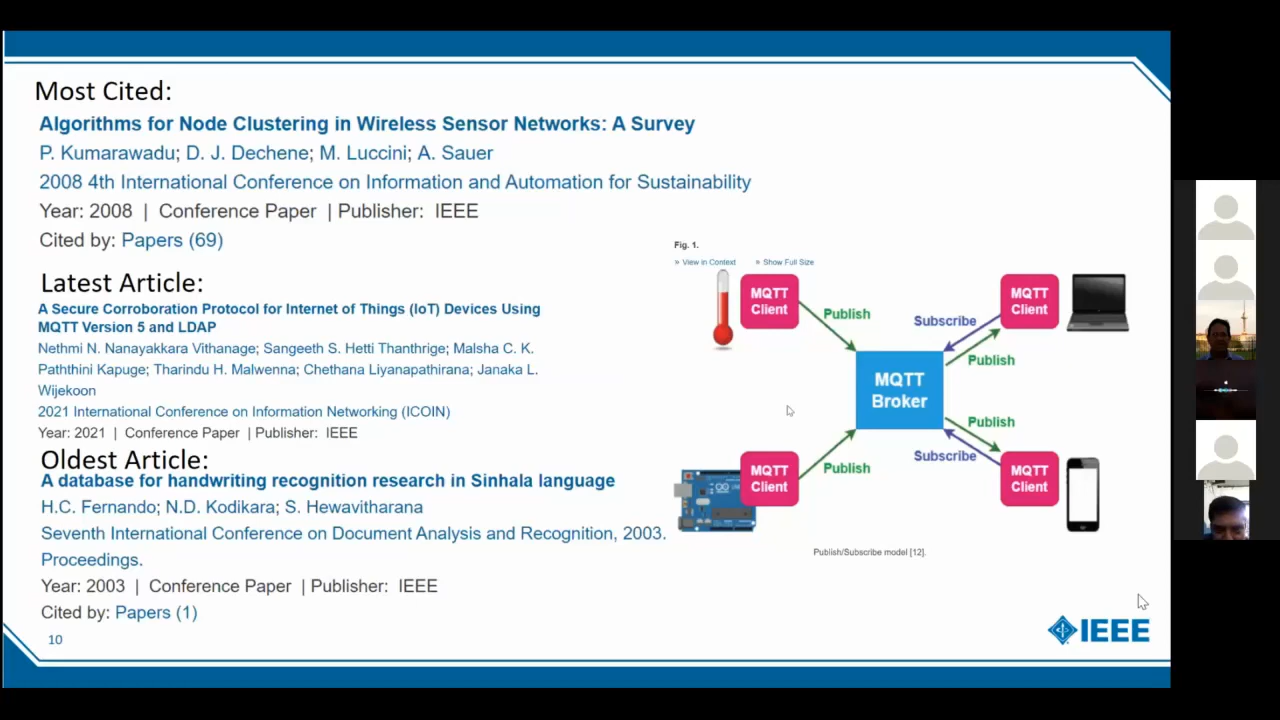 Most Cited:
Algorithms for Node Clustering in Wireless Sensor Networks: A Survey
P. Kumarawadu; D. J. Dechene; M. Luccini; A. Sauer
2008 4th International Conference on Information and Automation for Sustainability
Year: 2008 | Conference Paper | Publisher: IEEE
Cited by: Papers (69)
Latest Article:
A Secure Corroboration Protocol for Internet of Things (IoT) Devices Using
MQTT Version 5 and LDAP
Nethmi N. Nanayakkara Vithanage; Sangeeth S. Hetti Thanthrige; Malsha C. K.
Paththini Kapuge; Tharindu H. Malwenna; Chethana Liyanapathirana; Janaka L.
Wijekoon
2021 International Conference on Information Networking (ICOIN)
Year: 2021 | Conference Paper | Publisher: IEEE
Oldest Article:
A database for handwriting recognition research in Sinhala language
H.C. Fernando; N.D. Kodikara; S. Hewavitharana
Seventh International Conference on Document Analysis and Recognition, 2003.
Proceedings.
Year: 2003 | Conference Paper | Publisher: IEEE
Cited by: Papers (1)
10
Fig. 1.
» View in Context » Show Full Size
MQTT
Client
Publish
MQTT
Client
Subscribe
Publish
MQTT
Broker
MQTT
Client
Publish
Publish
Subscribe
MQTT
Client
Publish/Subscribe model [12].
IEEE